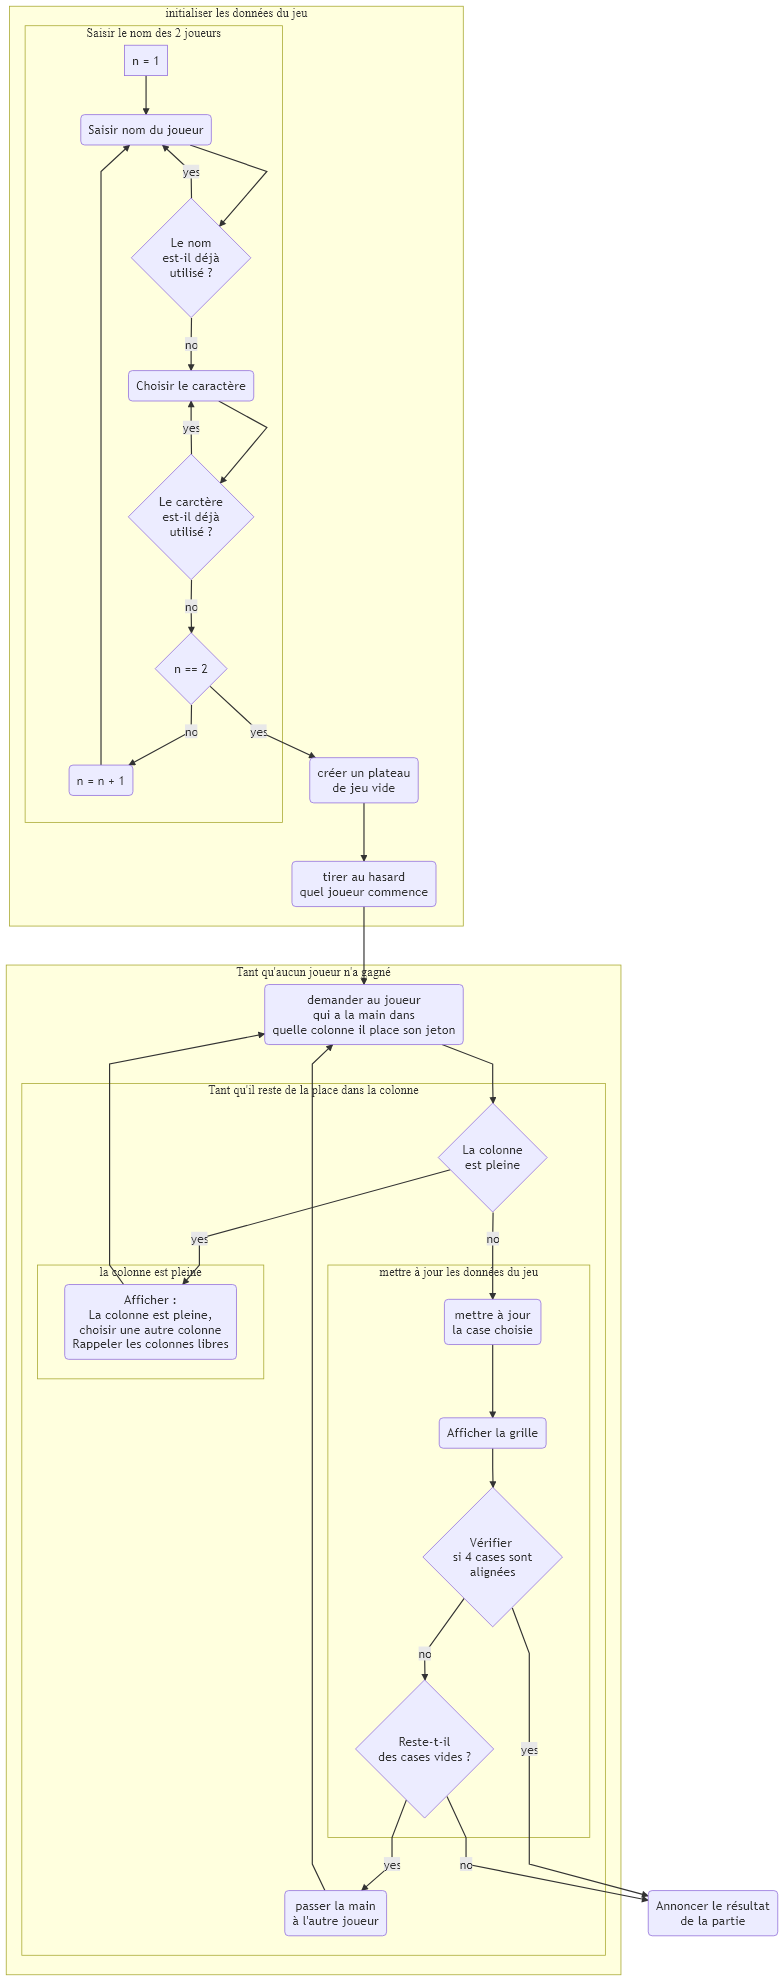 initialiser les données du jeu
Saisir le nom des 2 joueurs
n = 1
Saisir nom du joueur
yes
Le nom
est-il déjà
utilisé ?
no
Choisir le caractère
yes
Le carctère
est-il déjà
utilisé ?
no
n == 2
no
yes
n = n + 1
créer un plateau
de jeu vide
tirer au hasard
quel joueur commence
Tant qu'aucun joueur n'a gagné
demander au joueur
qui a la main dans
quelle colonne il place son jeton
Tant qu'il reste de la place dans la colonne
La colonne
est pleine
yes
no
la colonne est pleine
mettre à jour les données du jeu
Afficher :
La colonne est pleine,
choisir une autre colonne
Rappeler les colonnes libres
mettre à jour
la case choisie
Afficher la grille
Vérifier
si 4 cases sont
alignées
no
Reste-t-il
des cases vides ?
yes
yes
no
passer la main
à l'autre joueur
Annoncer le résultat
de la partie